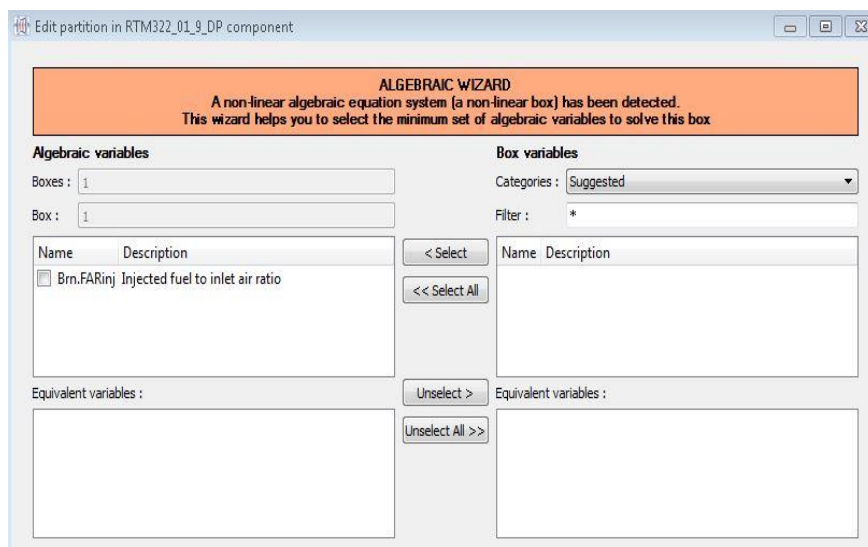 Edit partition in RTM322_01_9_DP component
ALGEBRAIC WIZARD
A non-linear algebraic equation system (a non-linear box) has been detected.
This wizard helps you to select the minimum set of algebraic variables to solve this box
Algebraic variables
Boxes : 1
Box : 1
Name Description
Brn.FARinj Injected fuel to inlet air ratio
Equivalent variables :
< Select
<< Select All
Unselect >
Unselect All >>
Box variables
Categories : Suggested
Filter : *
Name Description
Equivalent variables :